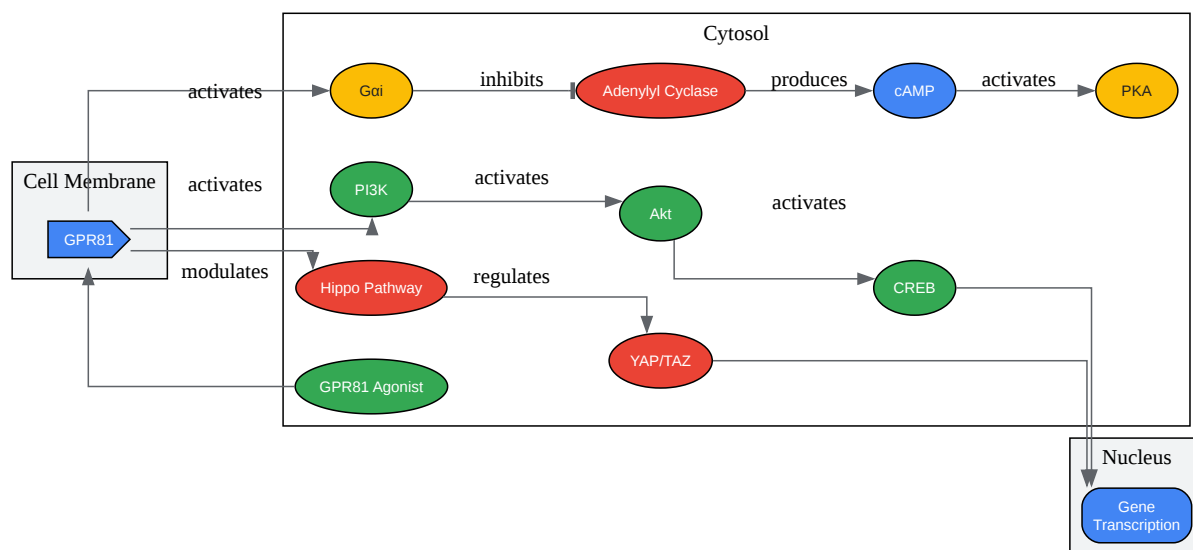 Cytosol
activates
Gαi
inhibits
Adenylyl Cyclase
produces
cAMP
activates
PKA
Cell Membrane
activates
PI3K
activates
Akt
activates
GPR81
modulates
Hippo Pathway
regulates
CREB
YAP/TAZ
GPR81 Agonist
Nucleus
Gene
Transcription